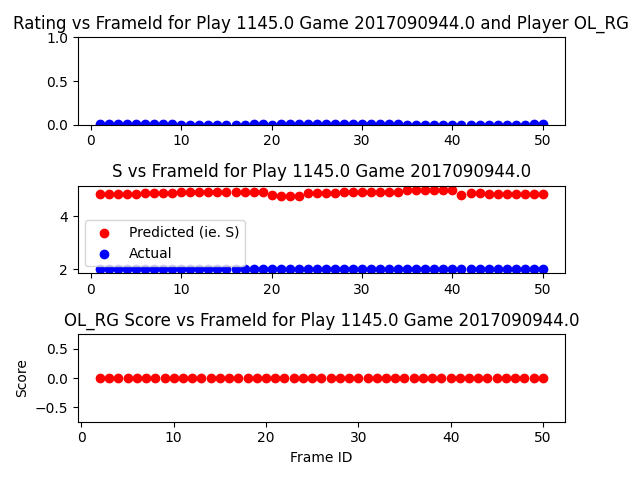 Rating vs FrameId for Play 1145.0 Game 2017090944.0 and Player OL_RG
1.0
0.5
0.0
0 10 20 30 40 50
S vs FrameId for Play 1145.0 Game 2017090944.0
4
2
Predicted (ie. S)
Actual
0 10 20 30 40 50
OL_RG Score vs FrameId for Play 1145.0 Game 2017090944.0
Score
0.5
0.0
−0.5
0 10 20 30 40 50
Frame ID